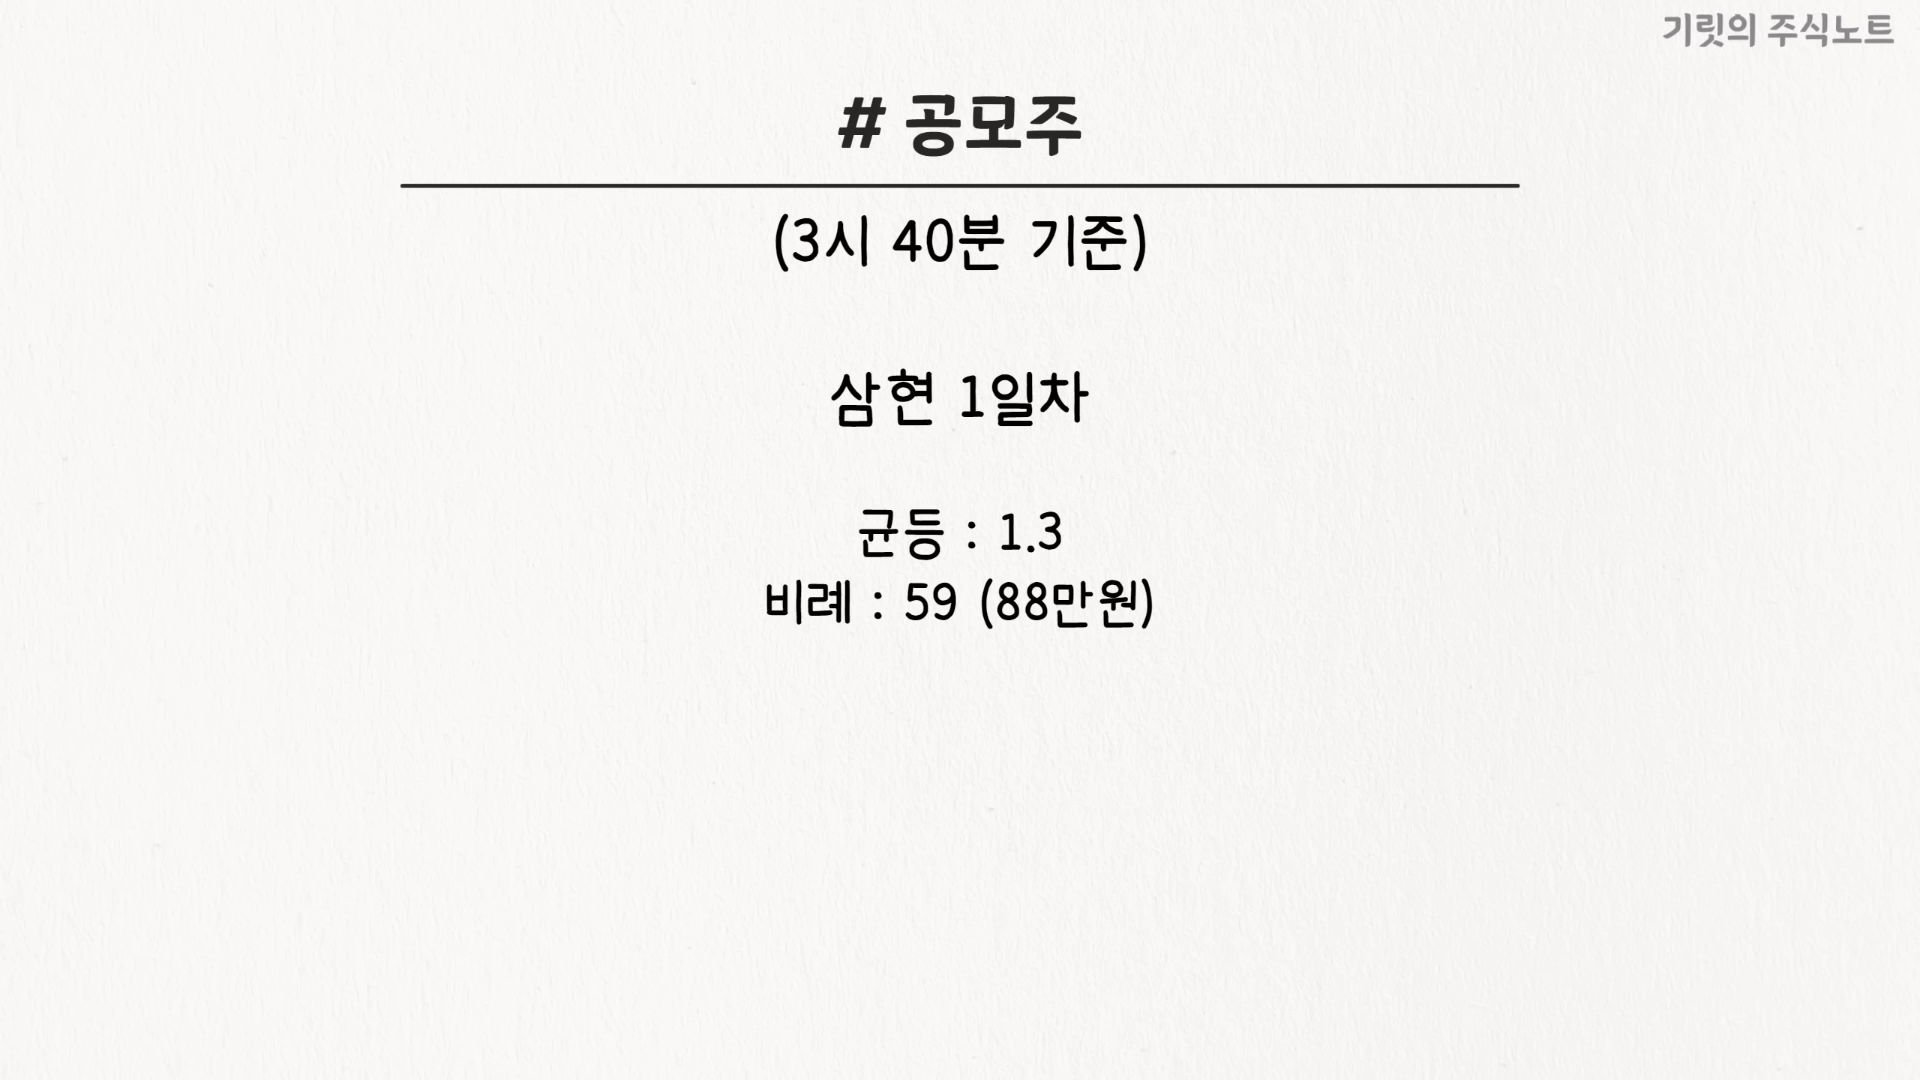 기릿의 주식노트
# 공모주
(3시 40분 기준)
삼현 1일차
균등 : 1.3
비례 : 59 (88만원)